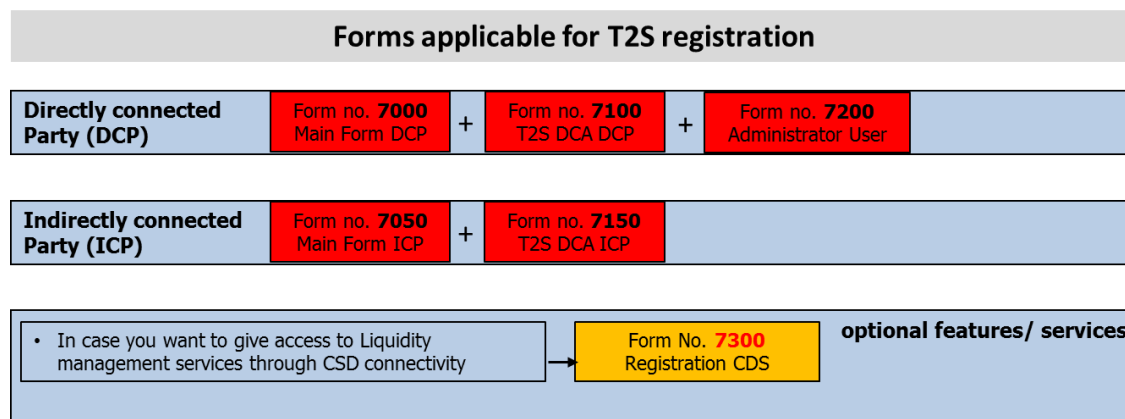 Forms applicable for T2S registration
Directly connected
Party (DCP)
Form no. 7000
Main Form DCP
+
Form no. 7100
T2S DCA DCP
+
Form no. 7200
Administrator User
Indirectly connected
Party (ICP)
Form no. 7050
Main Form ICP
+
Form no. 7150
T2S DCA ICP
• In case you want to give access to Liquidity
management services through CSD connectivity
Form No. 7300
Registration CDS
optional features/ services